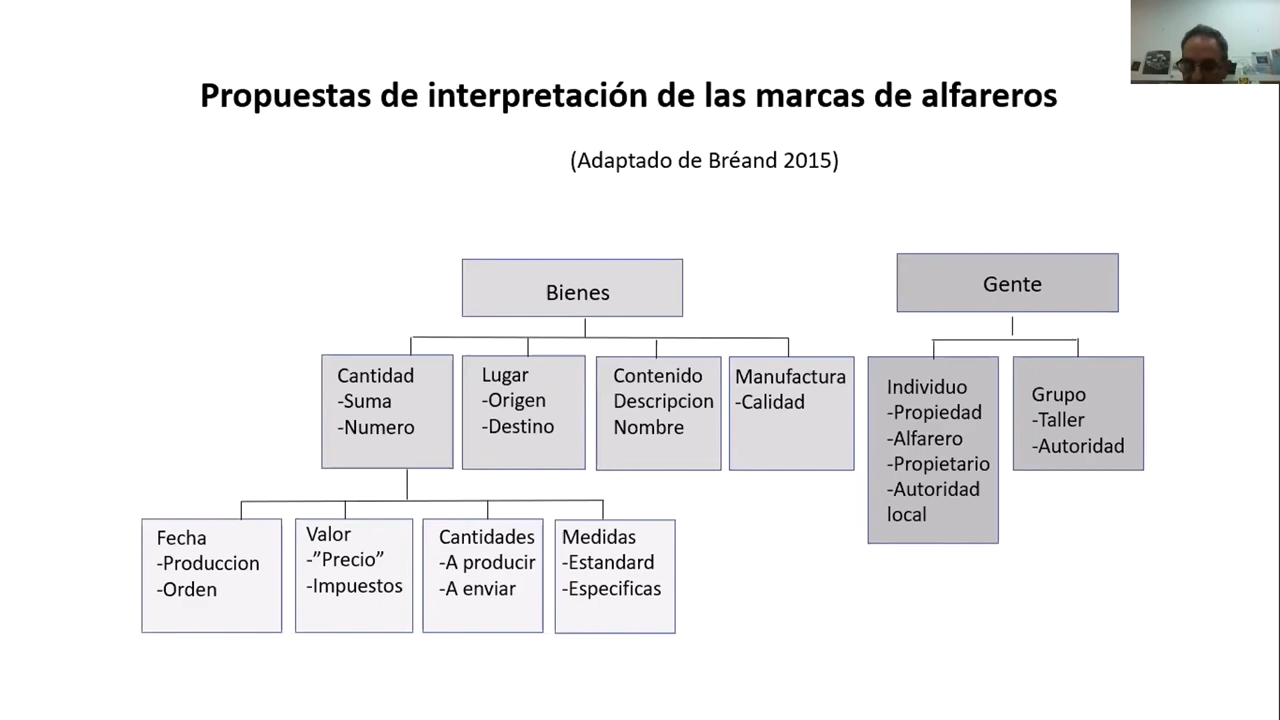 Propuestas de interpretación de las marcas de alfareros
(Adaptado de Bréand 2015)
Bienes
Gente
Cantidad
-Suma
-Numero
Lugar
-Origen
-Destino
Contenido
Descripcion
Nombre
Manufactura
-Calidad
Individuo
-Propiedad
-Alfarero
-Propietario
-Autoridad
local
Grupo
-Taller
-Autoridad
Fecha
-Produccion
-Orden
Valor
-”Precio”
-Impuestos
Cantidades
-A producir
-A enviar
Medidas
-Estandard
-Especificas